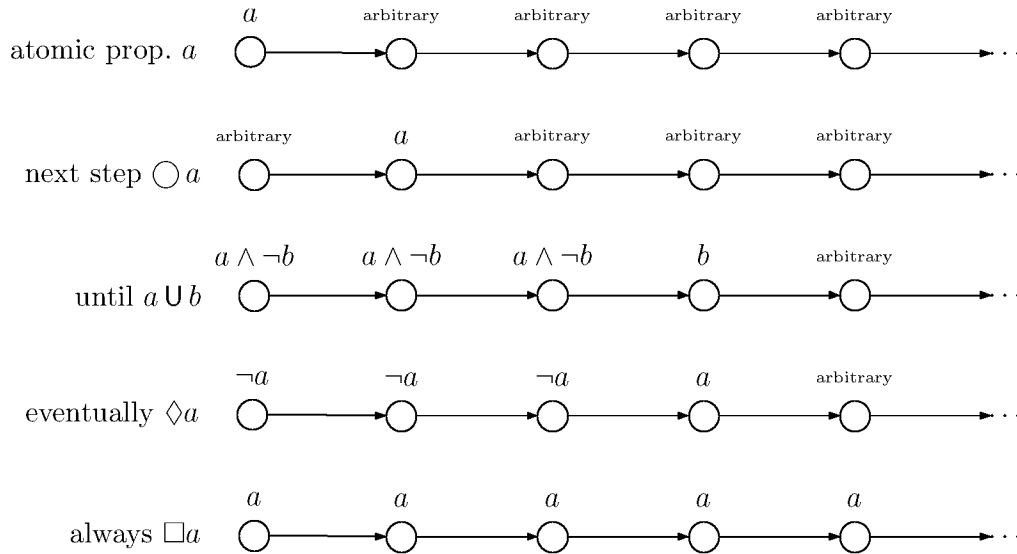 a arbitrary arbitrary arbitrary arbitrary
atomic prop. a ···
arbitrary a arbitrary arbitrary arbitrary
next step ◯ a ···
a ∧ ¬b a ∧ ¬b a ∧ ¬b b arbitrary
until a U b ···
¬a ¬a ¬a a arbitrary
eventually ◇a ···
a a a a a
always □a ···